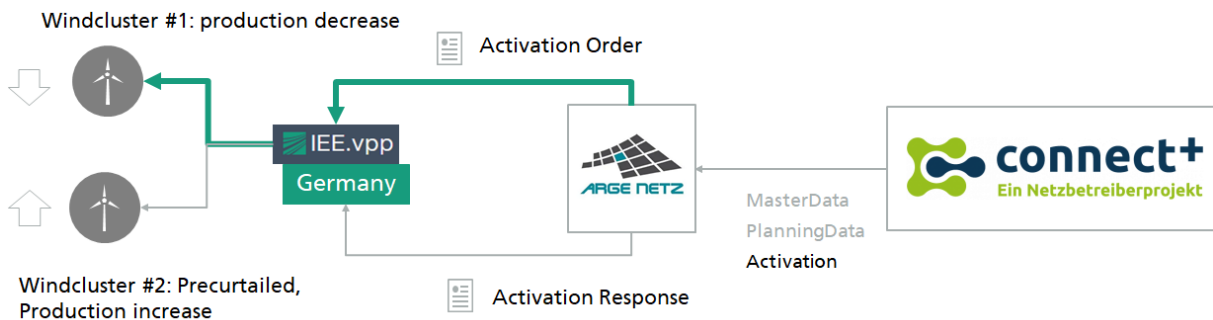 Windcluster #1: production decrease
Activation Order
IEE.vpp
Germany
ARGE NETZ
connect+
Ein Netzbetreiberprojekt
MasterData
PlanningData
Activation
Windcluster #2: Precurtailed,
Production increase
Activation Response